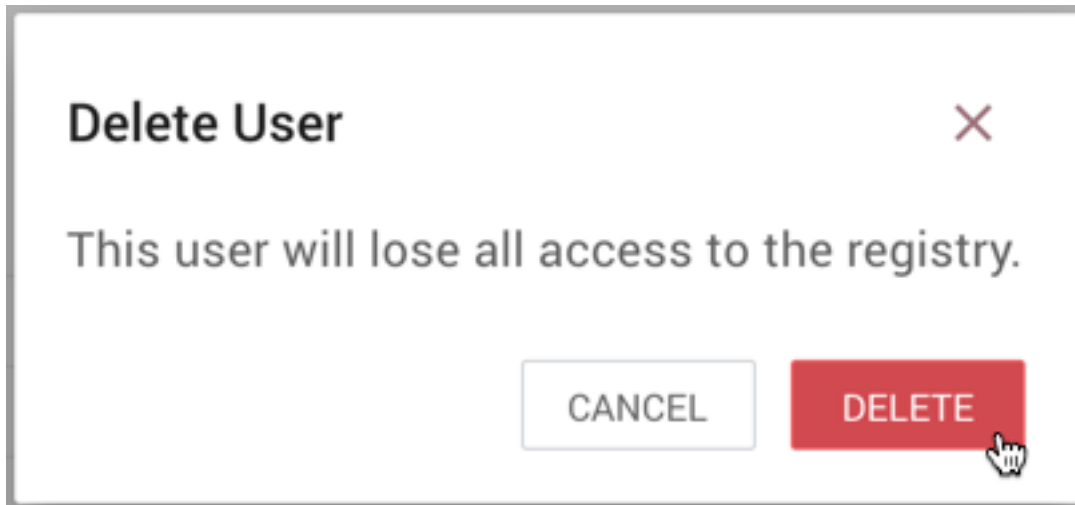 Delete User
This user will lose all access to the registry.
CANCEL DELETE